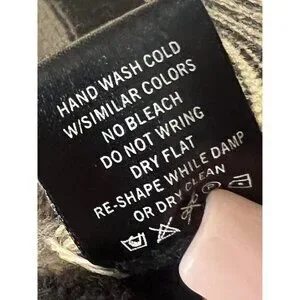 HAND WASH COLD
W/SIMILAR COLORS
NO BLEACH
DO NOT WRING
DRY FLAT
RE-SHAPE WHILE DAMP
OR DRY CLEAN